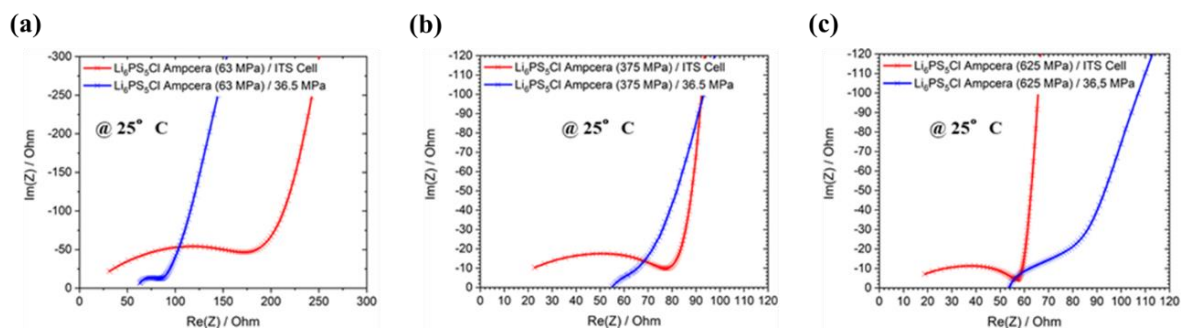 (a)
(b)
(c)
Li₆PS₅Cl Ampcera (63 MPa) / ITS Cell
Li₆PS₅Cl Ampcera (63 MPa) / 36.5 MPa
@ 25° C
-300
-250
-200
-150
-100
-50
0
0 50 100 150 200 250 300
Im(Z) / Ohm
Re(Z) / Ohm
Li₆PS₅Cl Ampcera (375 MPa) / ITS Cell
Li₆PS₅Cl Ampcera (375 MPa) / 36.5 MPa
@ 25° C
-120
-110
-100
-90
-80
-70
-60
-50
-40
-30
-20
-10
0
0 10 20 30 40 50 60 70 80 90 100 110 120
Im(Z) / Ohm
Re(Z) / Ohm
Li₆PS₅Cl Ampcera (625 MPa) / ITS Cell
Li₆PS₅Cl Ampcera (625 MPa) / 36,5 MPa
@ 25° C
-120
-110
-100
-90
-80
-70
-60
-50
-40
-30
-20
-10
0
0 10 20 30 40 50 60 70 80 90 100 110 120
Im(Z) / Ohm
Re(Z) / Ohm